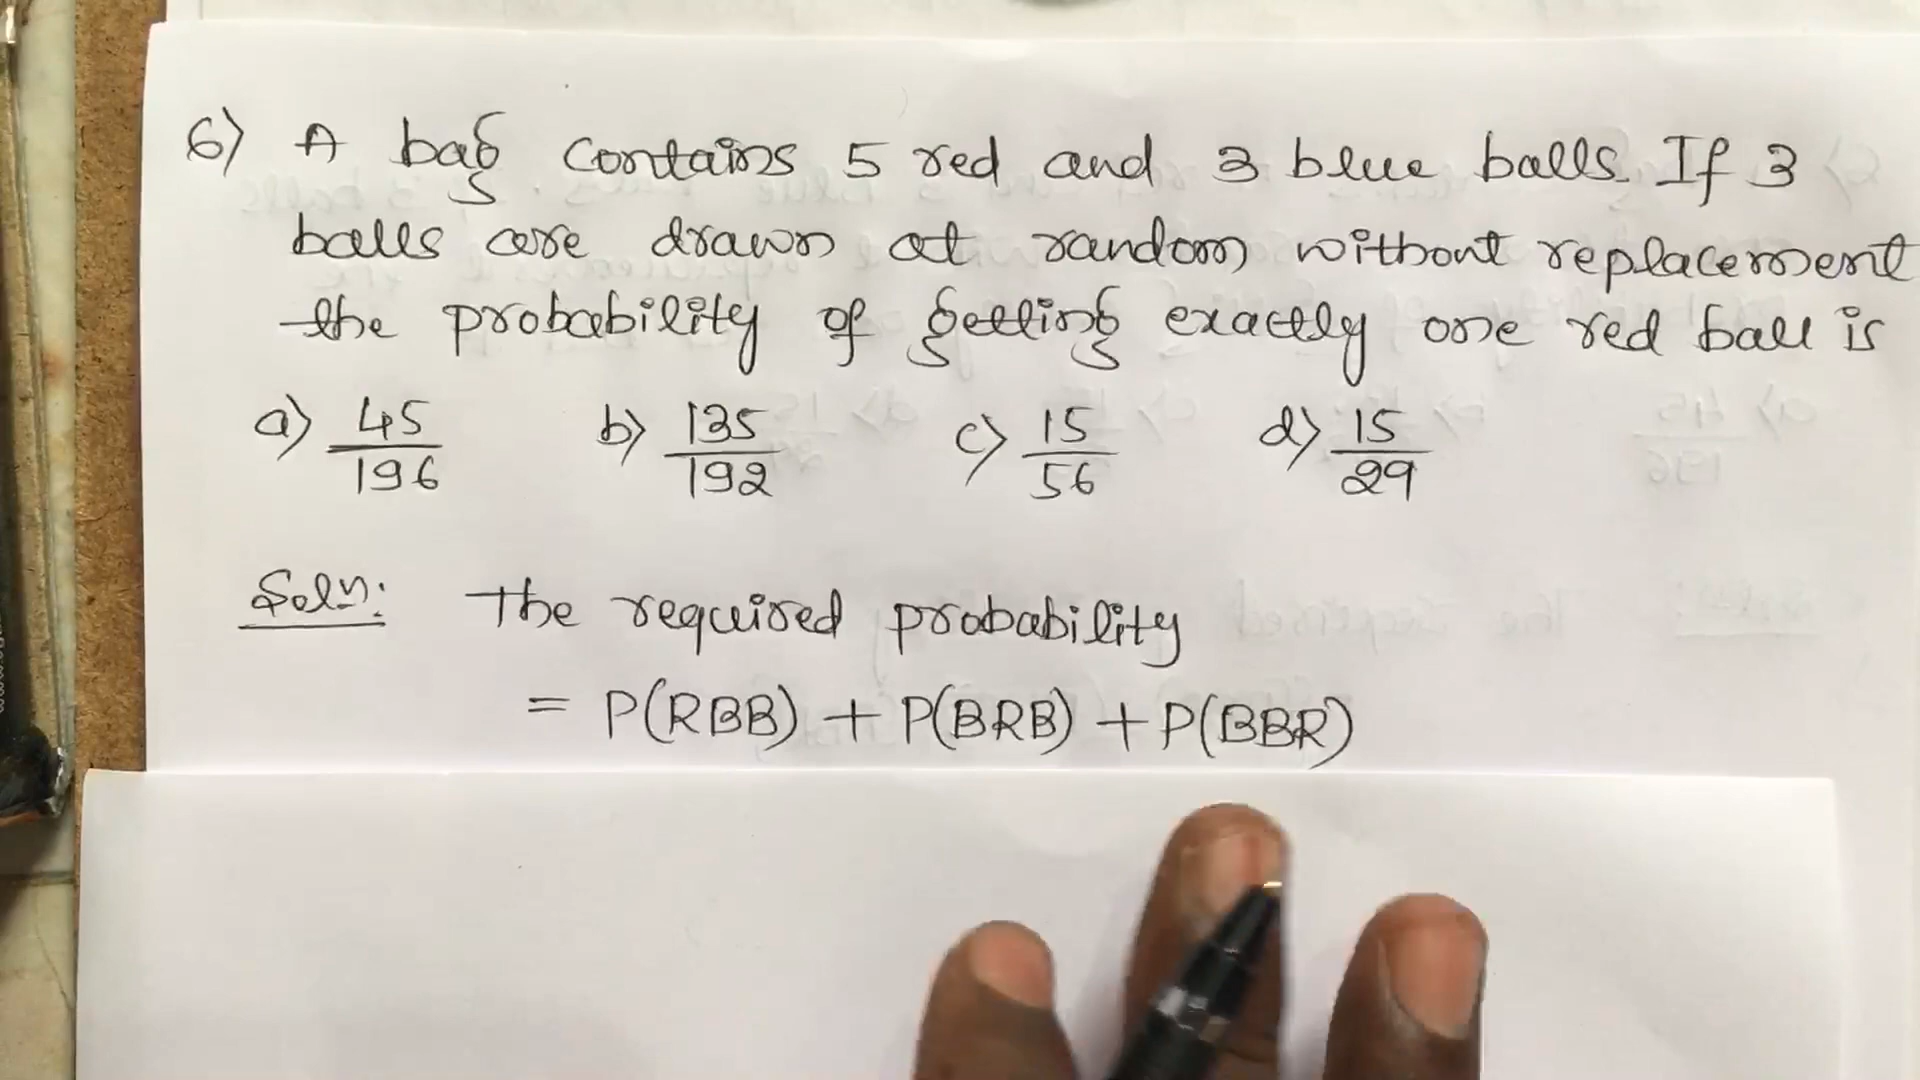 6) A bag contains 5 red and 3 blue balls. If 3
balls are drawn at random without replacement
the probability of getting exactly one red ball is
a) 45/196 b) 135/192 c) 15/56 d) 15/29
Soln: The required probability
= P(RBB) + P(BRB) + P(BBR)